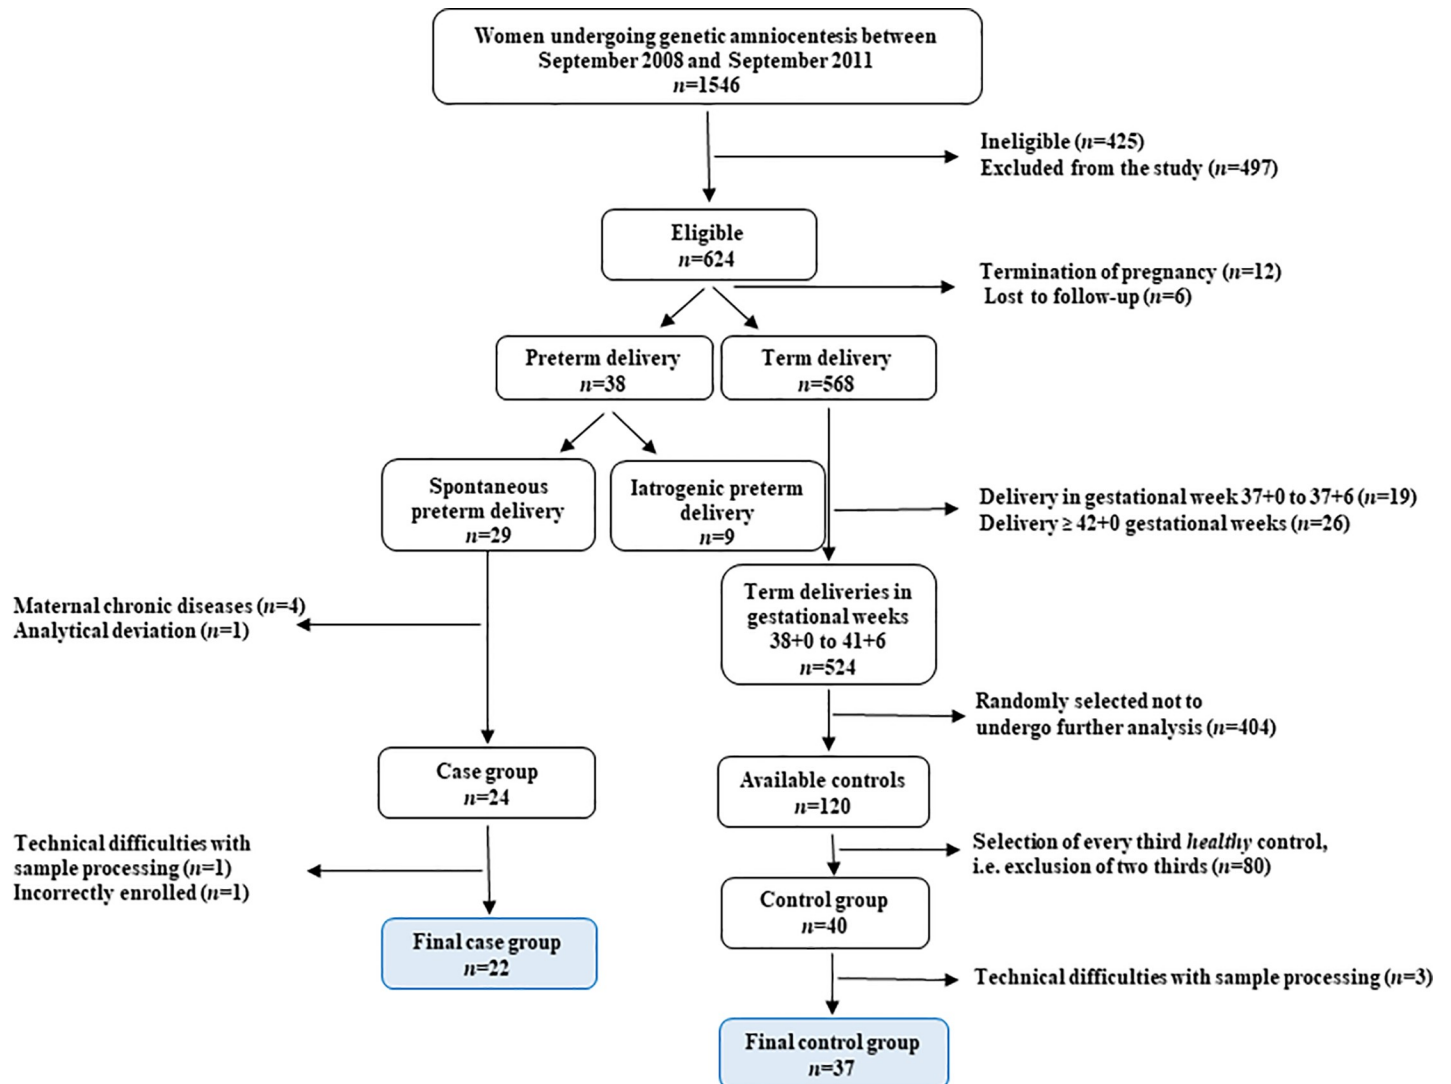 Women undergoing genetic amniocentesis between
September 2008 and September 2011
n=1546
Ineligible (n=425)
Excluded from the study (n=497)
Eligible
n=624
Termination of pregnancy (n=12)
Lost to follow-up (n=6)
Preterm delivery
n=38
Term delivery
n=568
Spontaneous
preterm delivery
n=29
Iatrogenic preterm
delivery
n=9
Delivery in gestational week 37+0 to 37+6 (n=19)
Delivery ≥ 42+0 gestational weeks (n=26)
Term deliveries in
gestational weeks
38+0 to 41+6
n=524
Maternal chronic diseases (n=4)
Analytical deviation (n=1)
Randomly selected not to
undergo further analysis (n=404)
Case group
n=24
Available controls
n=120
Technical difficulties with
sample processing (n=1)
Incorrectly enrolled (n=1)
Selection of every third healthy control,
i.e. exclusion of two thirds (n=80)
Control group
n=40
Final case group
n=22
Technical difficulties with sample processing (n=3)
Final control group
n=37